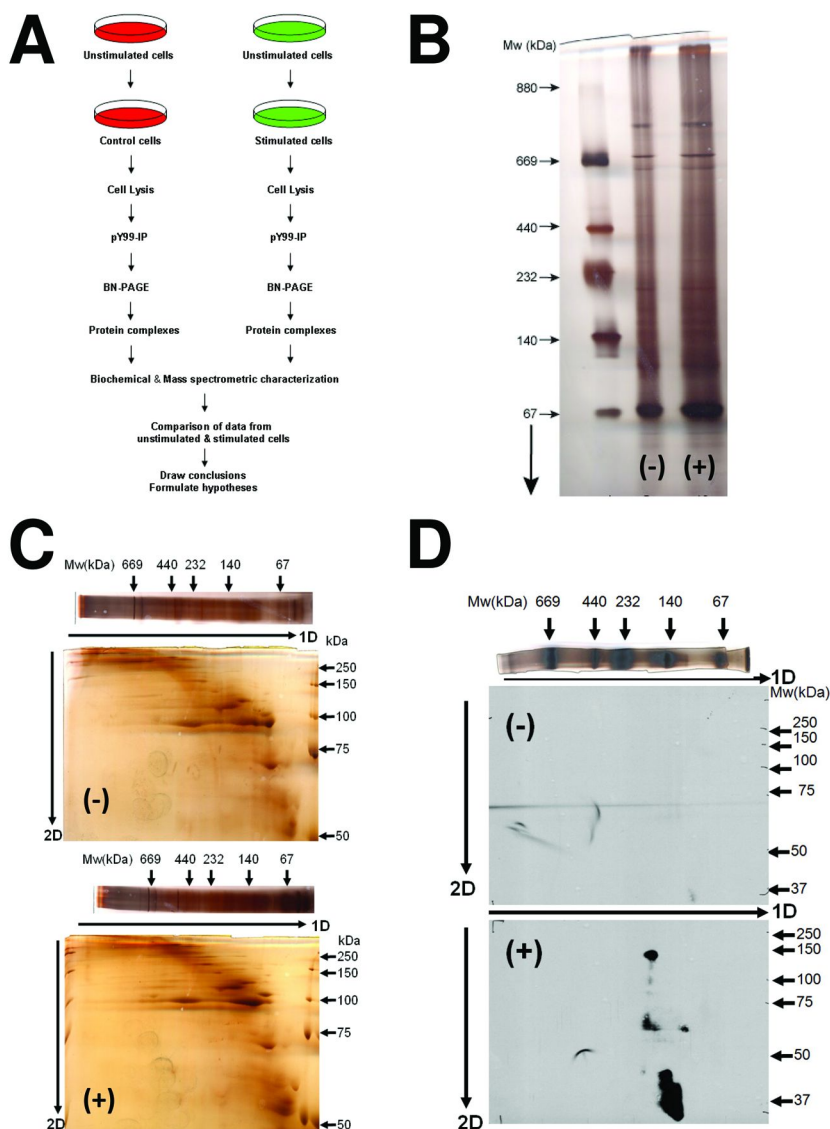 A
Unstimulated cells
Unstimulated cells
Control cells
Stimulated cells
Cell Lysis
Cell Lysis
pY99-IP
pY99-IP
BN-PAGE
BN-PAGE
Protein complexes
Protein complexes
Biochemical & Mass spectrometric characterization
Comparison of data from
unstimulated & stimulated cells
Draw conclusions
Formulate hypotheses
B
Mw (kDa)
880
669
440
232
140
67
(-) (+)
C
Mw(kDa) 669 440 232 140 67
1D
kDa
250
150
100
75
50
(-)
2D
Mw(kDa) 669 440 232 140 67
1D
kDa
250
150
100
75
50
(+)
2D
D
Mw(kDa) 669 440 232 140 67
1D
Mw(kDa)
(-)
250
150
100
75
50
37
2D
1D
(+)
250
150
100
75
50
37
2D